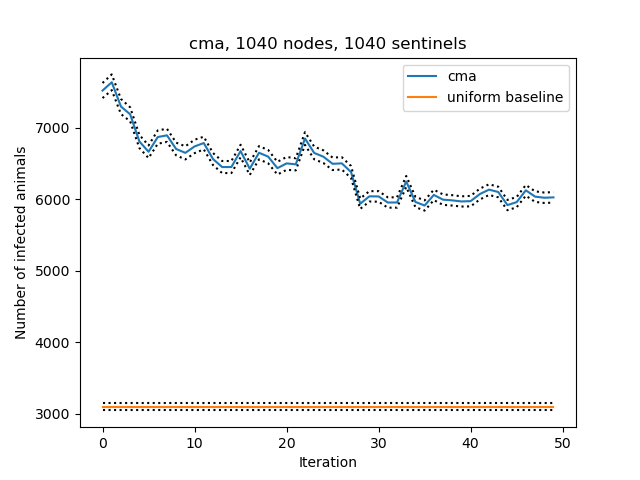 cma, 1040 nodes, 1040 sentinels
cma
uniform baseline
Number of infected animals
7000
6000
5000
4000
3000
0 10 20 30 40 50
Iteration